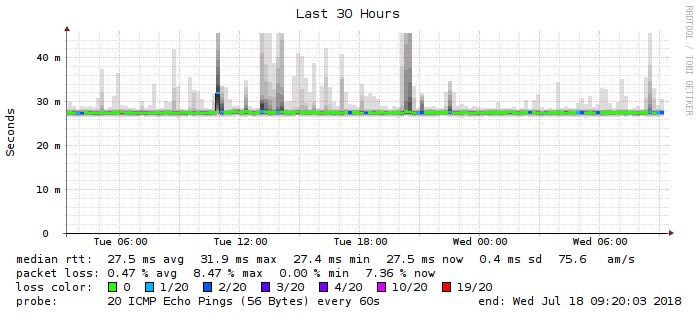 Last 30 Hours
RRDTOOL / TOBI OETIKER
Seconds
40 m
30 m
20 m
10 m
0
Tue 06:00 Tue 12:00 Tue 18:00 Wed 00:00 Wed 06:00
median rtt: 27.5 ms avg 31.9 ms max 27.4 ms min 27.5 ms now 0.4 ms sd 75.6 am/s
packet loss: 0.47 % avg 8.47 % max 0.00 % min 7.36 % now
loss color: 0 1/20 2/20 3/20 4/20 10/20 19/20
probe: 20 ICMP Echo Pings (56 Bytes) every 60s end: Wed Jul 18 09:20:03 2018